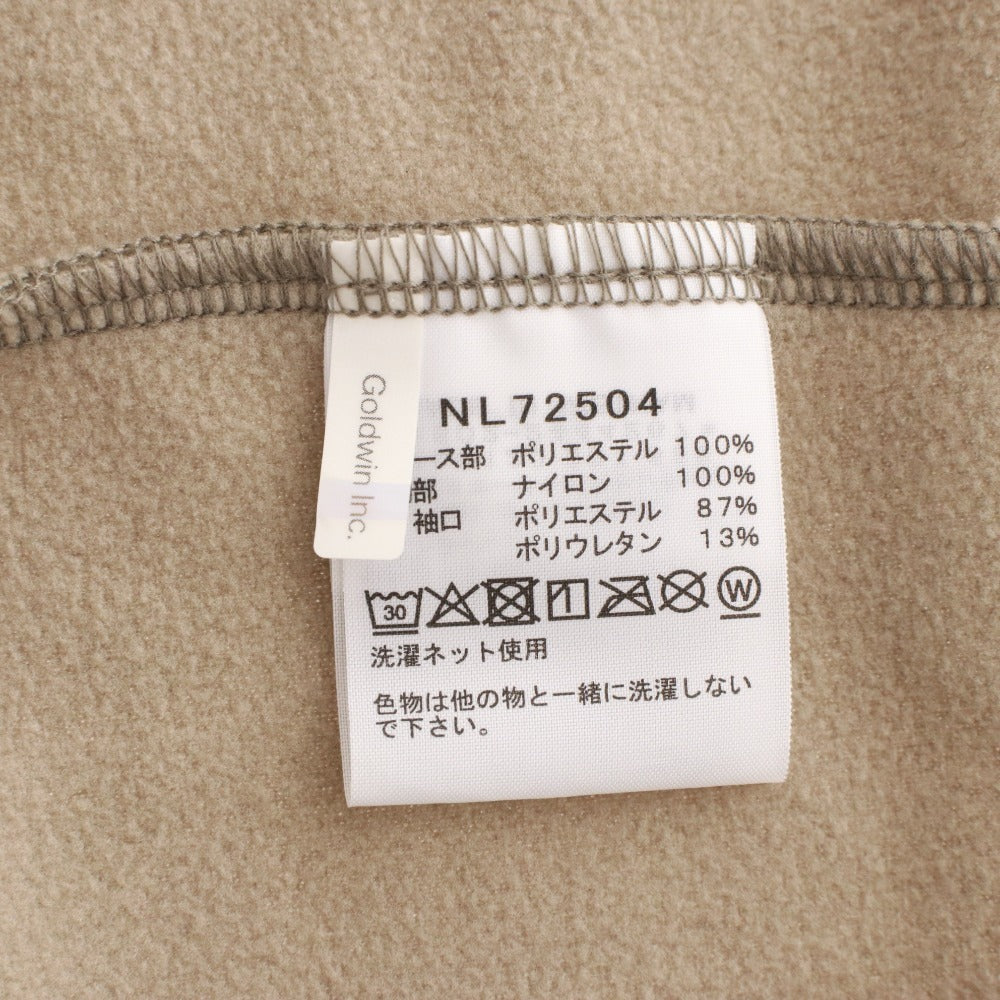 Goldwin Inc.
NL72504
ース部 ポリエステル 100%
部 ナイロン 100%
袖口 ポリエステル 87%
ポリウレタン 13%
30 W
洗濯ネット使用
色物は他の物と一緒に洗濯しない
で下さい。